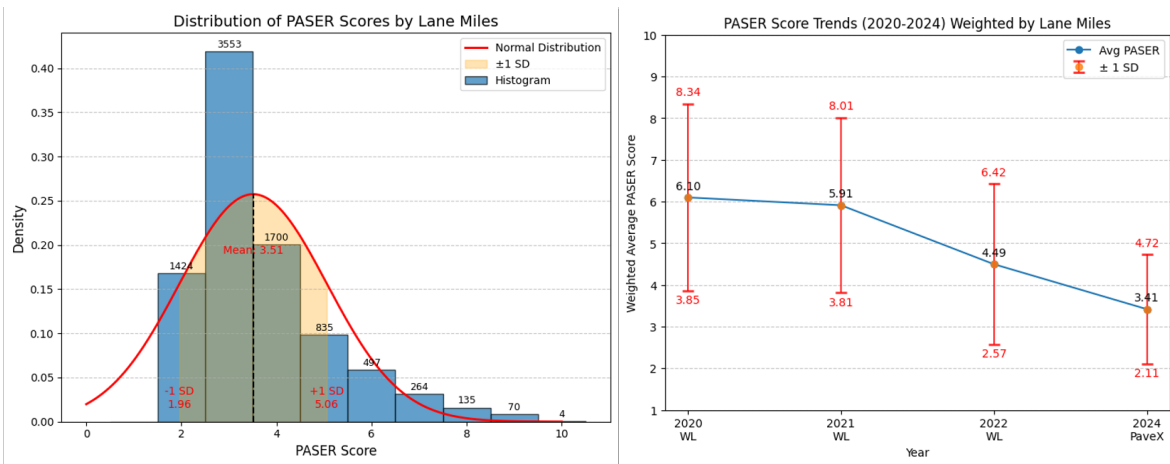 Distribution of PASER Scores by Lane Miles
Normal Distribution
±1 SD
Histogram
3553
1700
1424
835
497
264
135
70
4
Mean: 3.51
-1 SD
1.96
+1 SD
5.06
0.40
0.35
0.30
0.25
0.20
0.15
0.10
0.05
0.00
Density
0
2
4
6
8
10
PASER Score
PASER Score Trends (2020-2024) Weighted by Lane Miles
Avg PASER
± 1 SD
10
9
8
7
6
5
4
3
2
1
Weighted Average PASER Score
8.34
6.10
3.85
8.01
5.91
3.81
6.42
4.49
2.57
4.72
3.41
2.11
2020
WL
2021
WL
2022
WL
2024
PaveX
Year